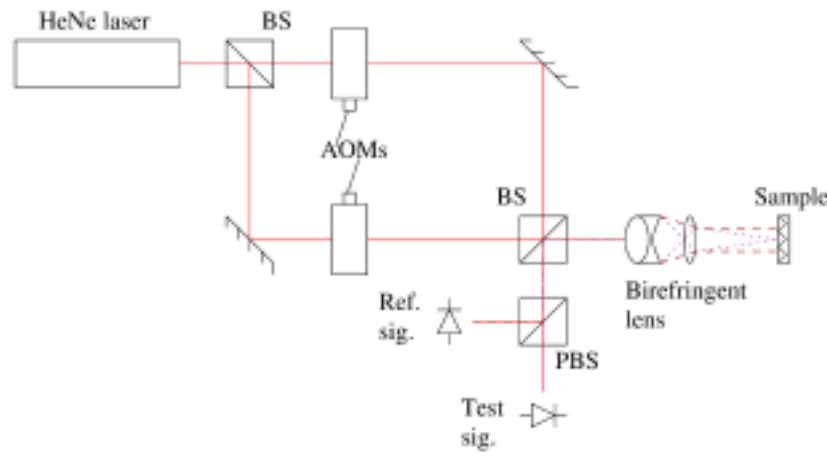 HeNe laser
BS
AOMs
BS
Sample
Birefringent
lens
Ref.
sig.
PBS
Test
sig.